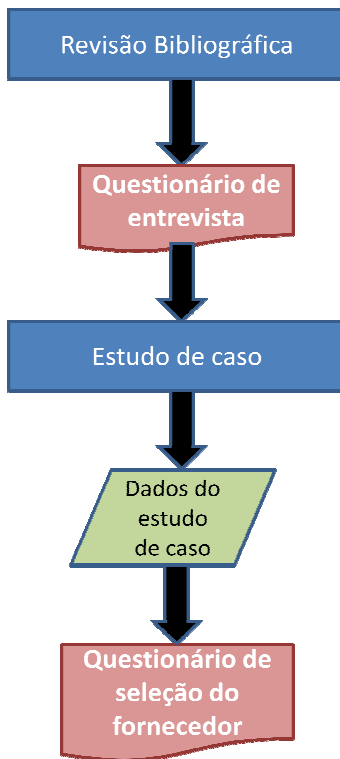 Revisão Bibliográfica
Questionário de
entrevista
Estudo de caso
Dados do
estudo
de caso
Questionário de
seleção do
fornecedor